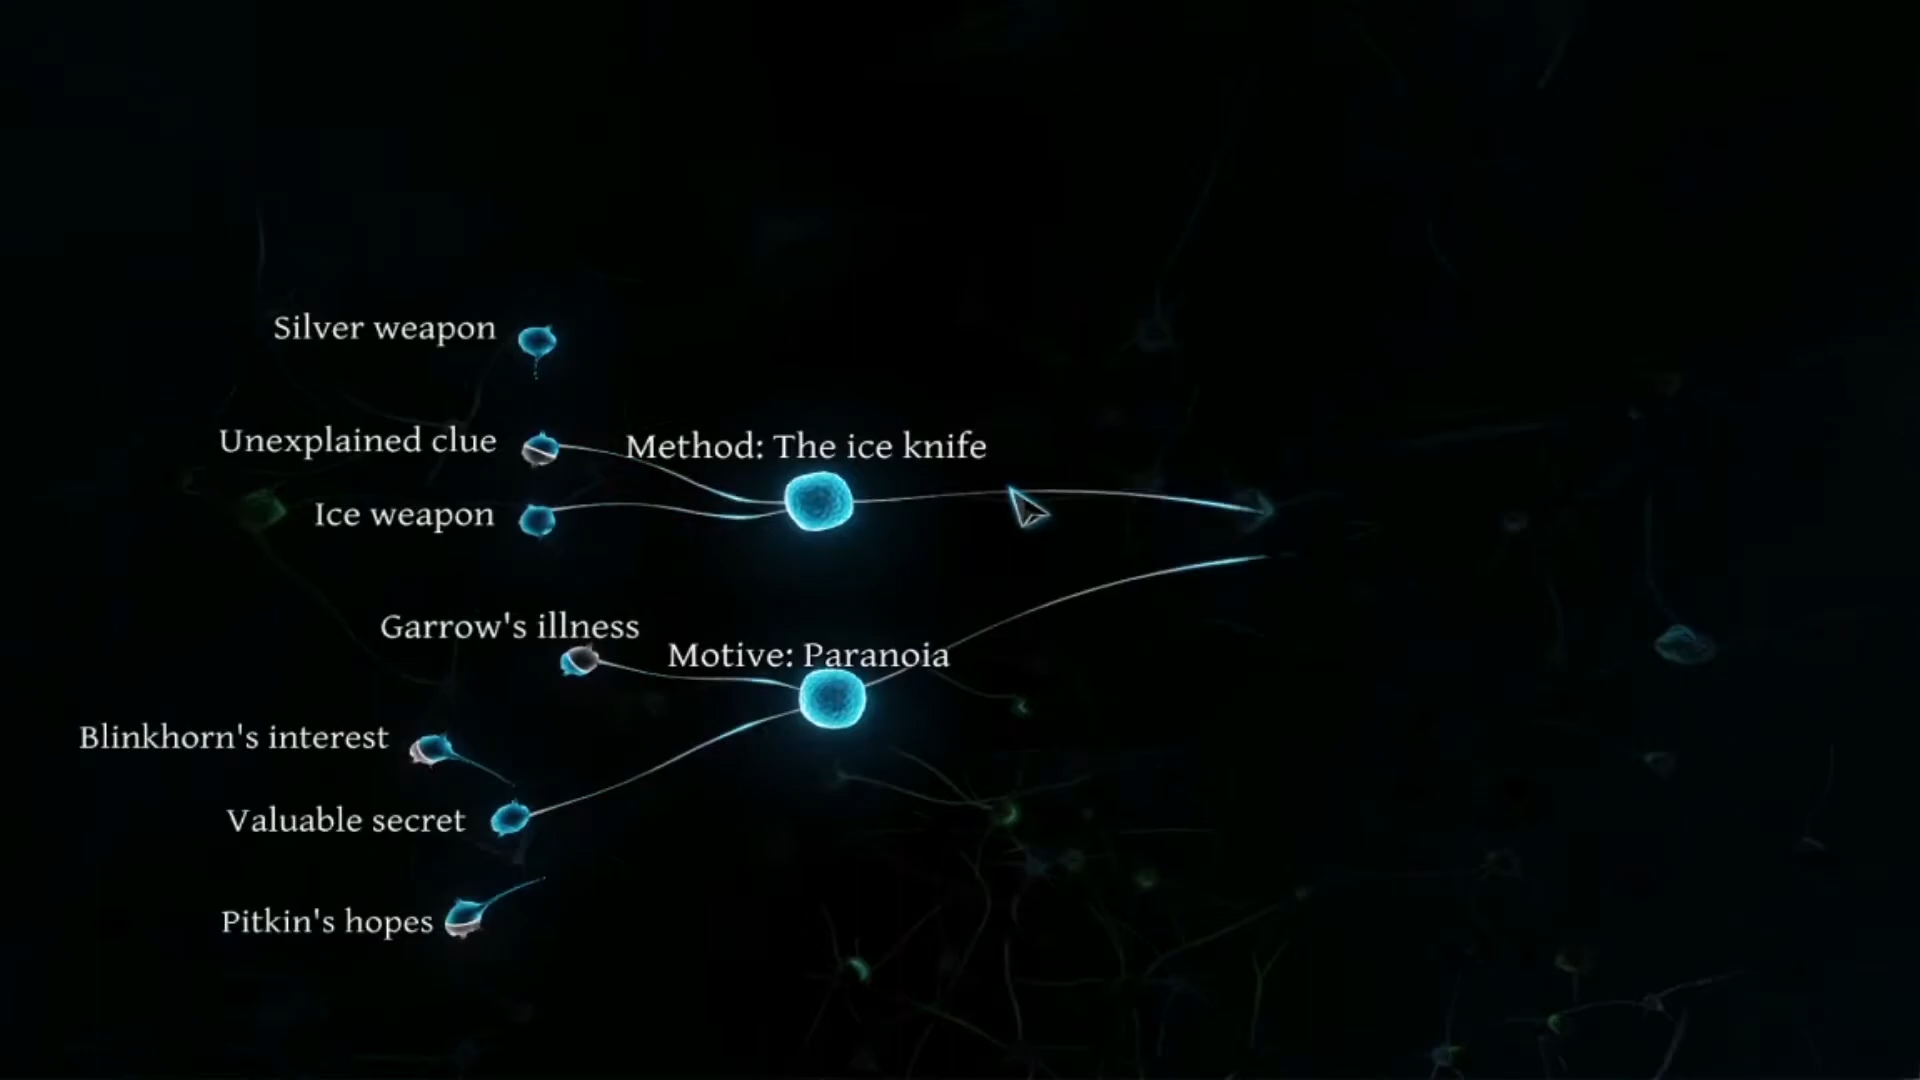 Silver weapon
Unexplained clue
Method: The ice knife
Ice weapon
Garrow's illness
Motive: Paranoia
Blinkhorn's interest
Valuable secret
Pitkin's hopes